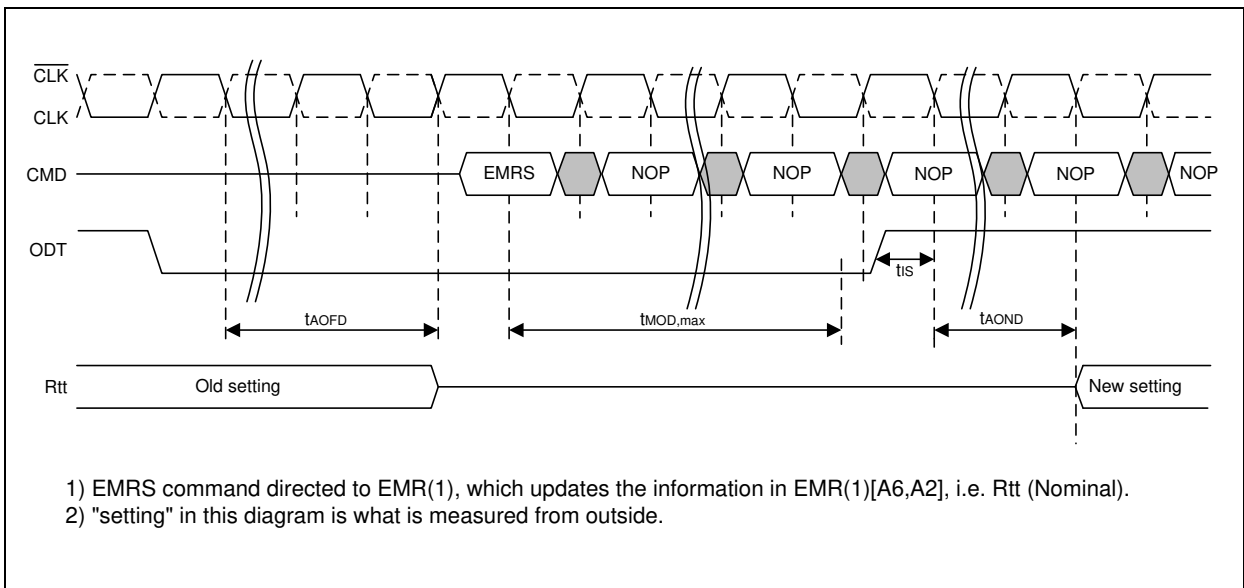 CLK
CLK
CMD
EMRS
NOP
NOP
NOP
NOP
NOP
ODT
tIS
tAOFD
tMOD,max
tAOND
Rtt
Old setting
New setting
1) EMRS command directed to EMR(1), which updates the information in EMR(1)[A6,A2], i.e. Rtt (Nominal).
2) "setting" in this diagram is what is measured from outside.